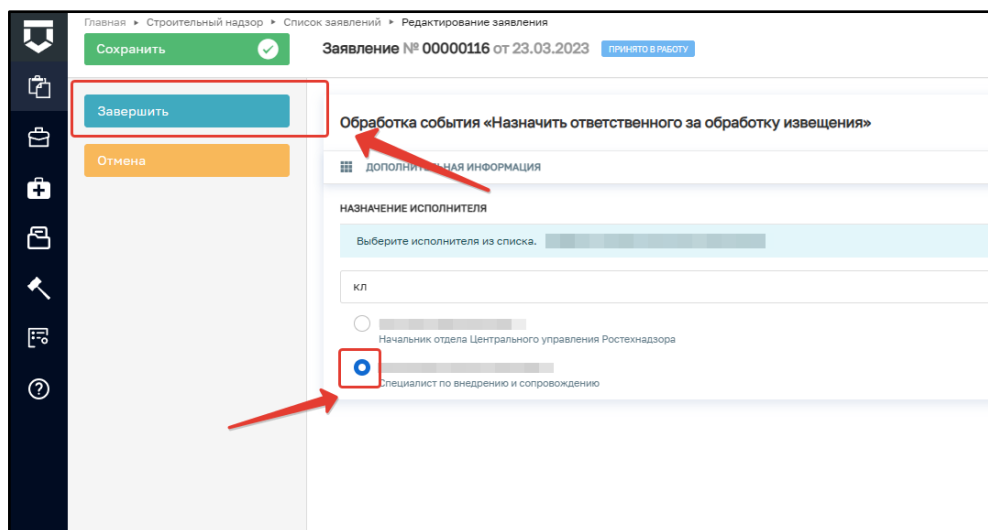 Главная ▸ Строительный надзор ▸ Список заявлений ▸ Редактирование заявления
Сохранить
Заявление № 00000116 от 23.03.2023 ПРИНЯТО В РАБОТУ
Завершить
Обработка события «Назначить ответственного за обработку извещения»
Отмена
ДОПОЛНИТЕЛЬНАЯ ИНФОРМАЦИЯ
НАЗНАЧЕНИЕ ИСПОЛНИТЕЛЯ
Выберите исполнителя из списка.
кл
Начальник отдела Центрального управления Ростехнадзора
Специалист по внедрению и сопровождению